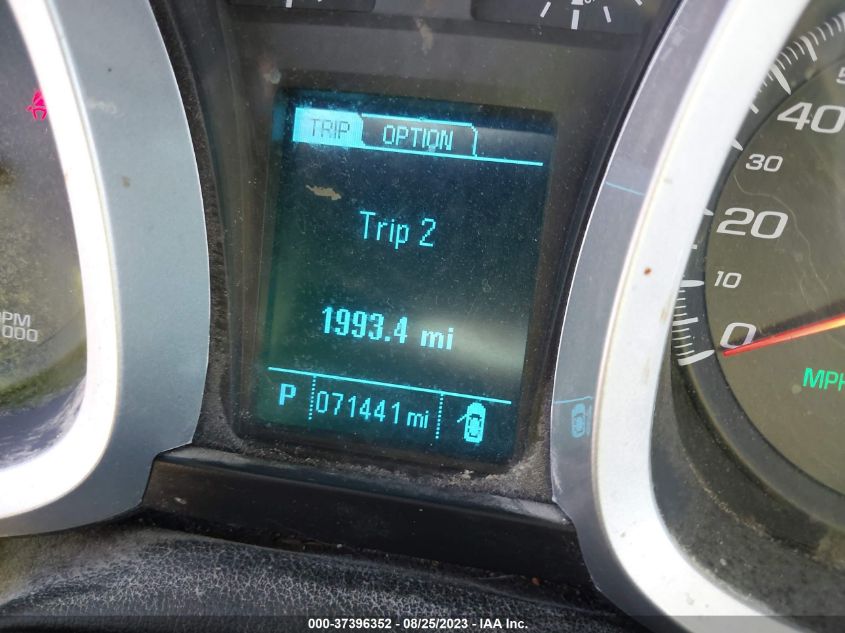 TRIP OPTION
Trip 2
1993.4 mi
P 071441 mi
40
30
20
10
0
MPH
000-37396352 - 08/25/2023 - IAA Inc.